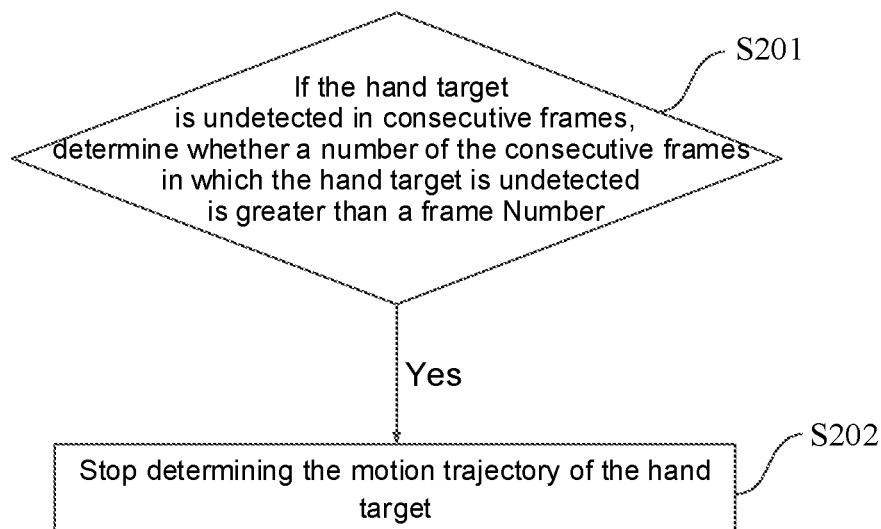 S201
If the hand target
is undetected in consecutive frames,
determine whether a number of the consecutive frames
in which the hand target is undetected
is greater than a frame Number
Yes
S202
Stop determining the motion trajectory of the hand
target